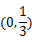 (0, 1/3)